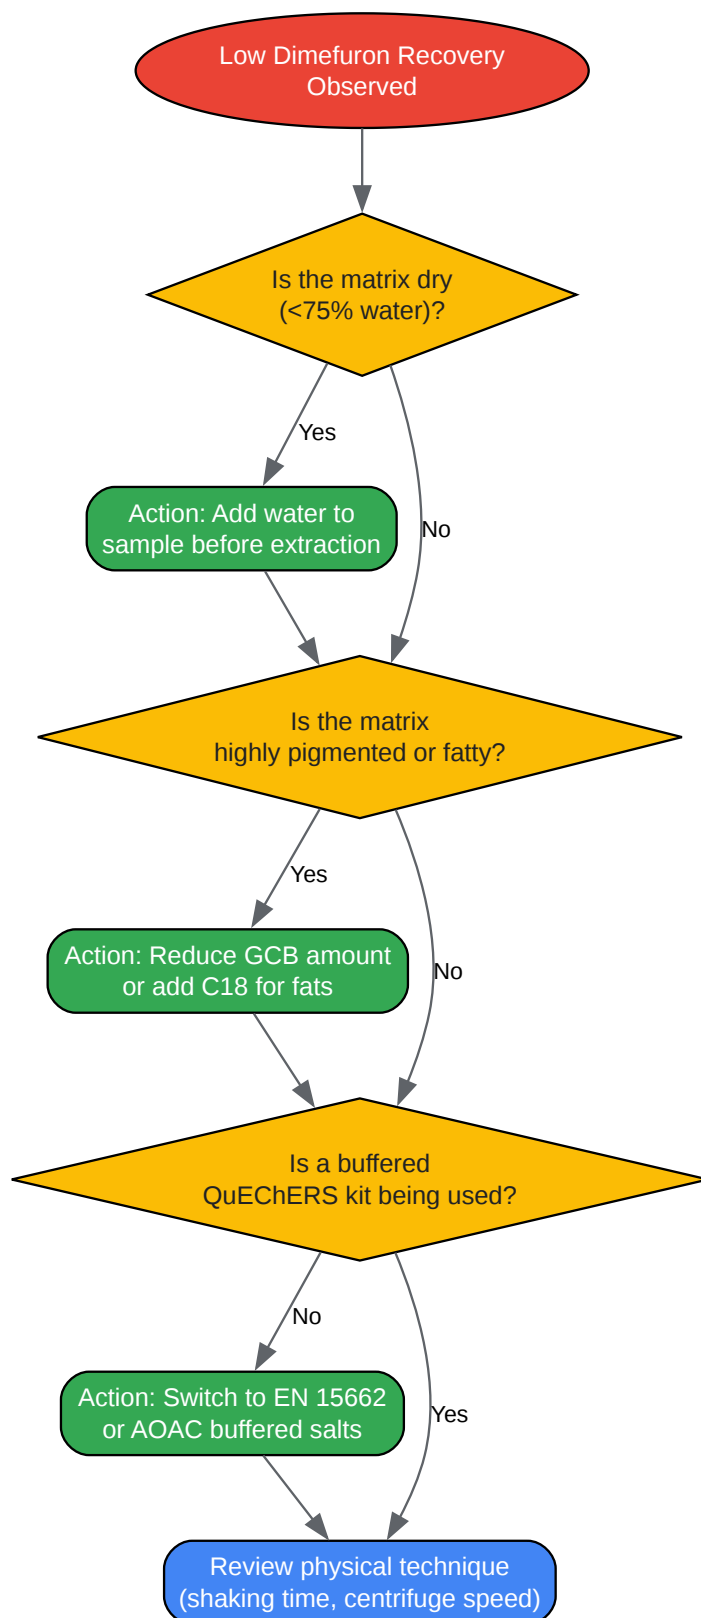 Low Dimefuron Recovery
Observed
Is the matrix dry
(<75% water)?
Yes
Action: Add water to
sample before extraction
No
Is the matrix
highly pigmented or fatty?
Yes
Action: Reduce GCB amount
or add C18 for fats
No
Is a buffered
QuEChERS kit being used?
No
Action: Switch to EN 15662
or AOAC buffered salts
Yes
Review physical technique
(shaking time, centrifuge speed)